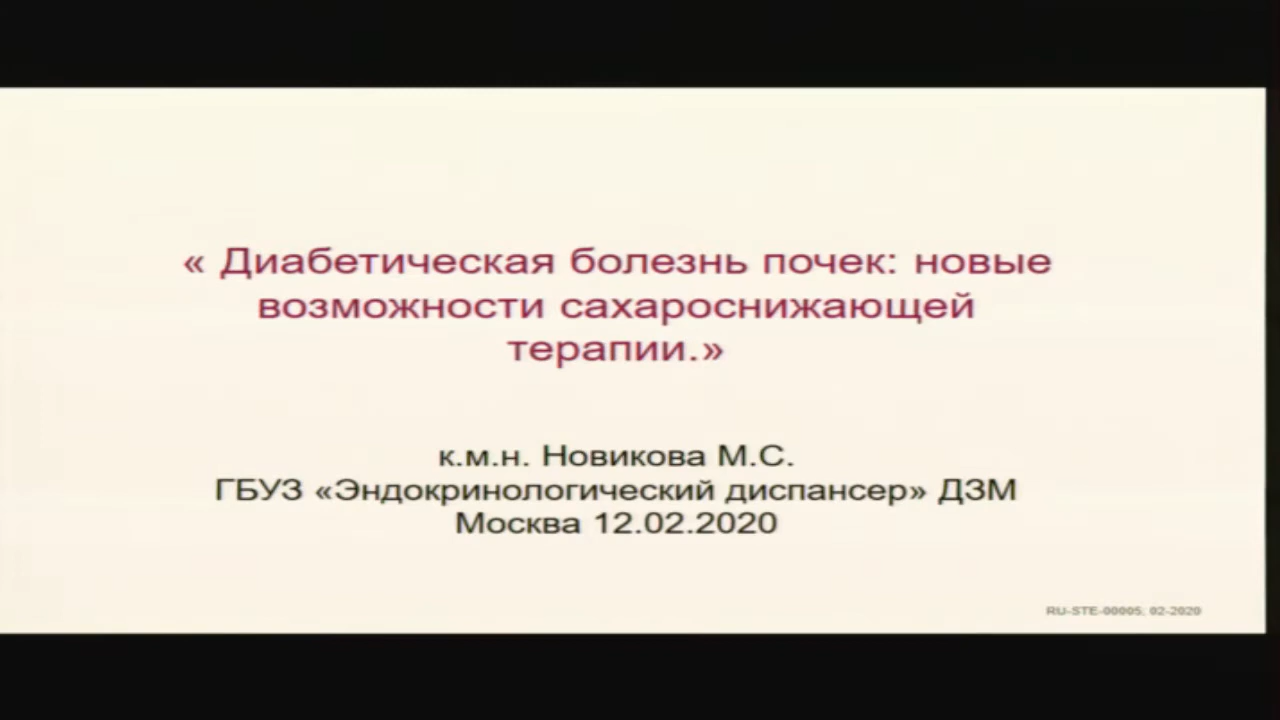 « Диабетическая болезнь почек: новые
возможности сахароснижающей
терапии.»
к.м.н. Новикова М.С.
ГБУЗ «Эндокринологический диспансер» ДЗМ
Москва 12.02.2020
RU-STE-00005; 02-2020